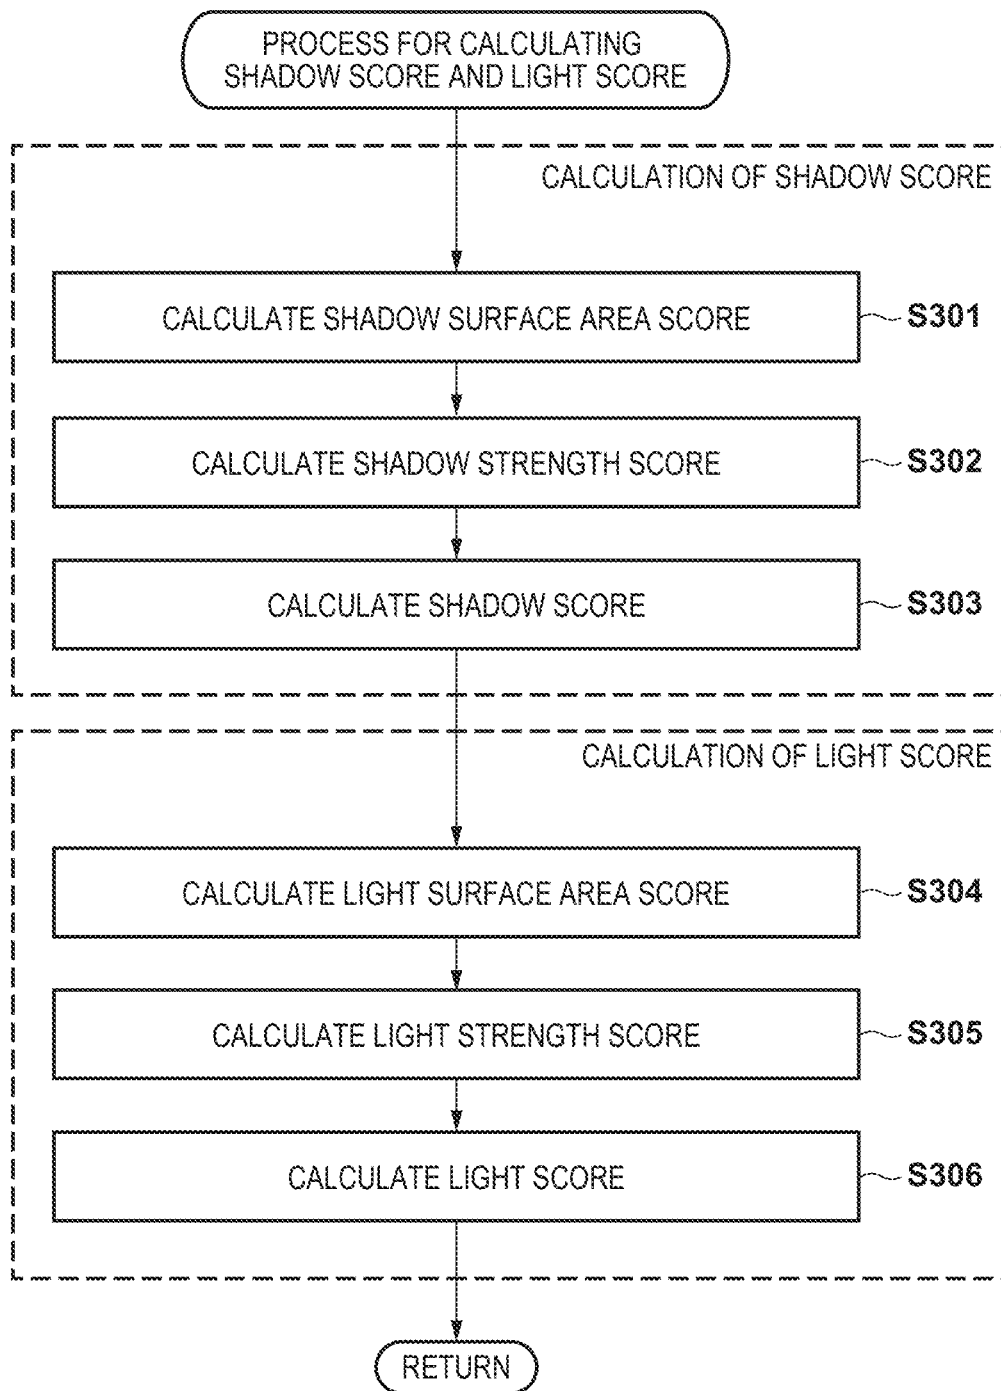 PROCESS FOR CALCULATING
SHADOW SCORE AND LIGHT SCORE
CALCULATION OF SHADOW SCORE
CALCULATE SHADOW SURFACE AREA SCORE
S301
CALCULATE SHADOW STRENGTH SCORE
S302
CALCULATE SHADOW SCORE
S303
CALCULATION OF LIGHT SCORE
CALCULATE LIGHT SURFACE AREA SCORE
S304
CALCULATE LIGHT STRENGTH SCORE
S305
CALCULATE LIGHT SCORE
S306
RETURN